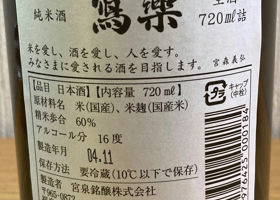 寫樂
純米酒
720ml詰
米を愛し、酒を愛し、人を愛す。
みなさまに愛される酒を目指します。 宮森義弘
【品目】日本酒【内容量】720㎖
原材料名 米(国産)、米麹(国産米)
精米歩合 60%
アルコール分 16度
製造年月 04.11
保存方法 要冷蔵(10℃以下で保存)
製造者 宮泉銘醸株式会社
〒965-0872
プラ
キャップ
(中栓)
976425000184